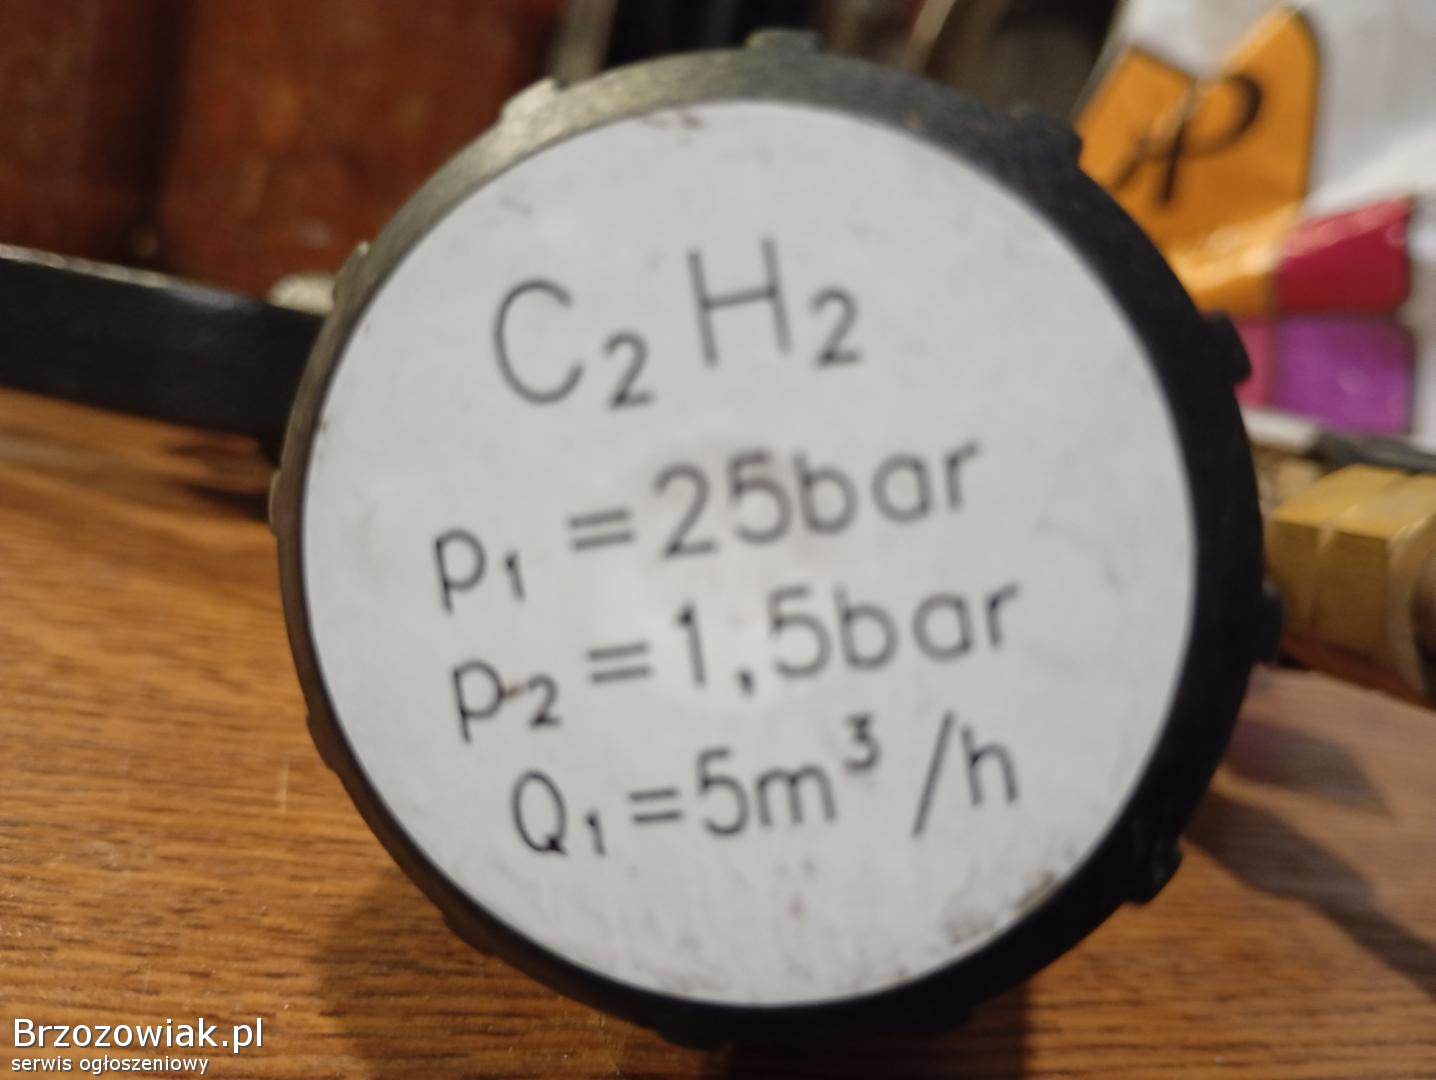 C₂H₂
p₁ = 25bar
p₂ = 1,5bar
Q₁ = 5m³/h
Brzozowiak.pl
serwis ogłoszeniowy